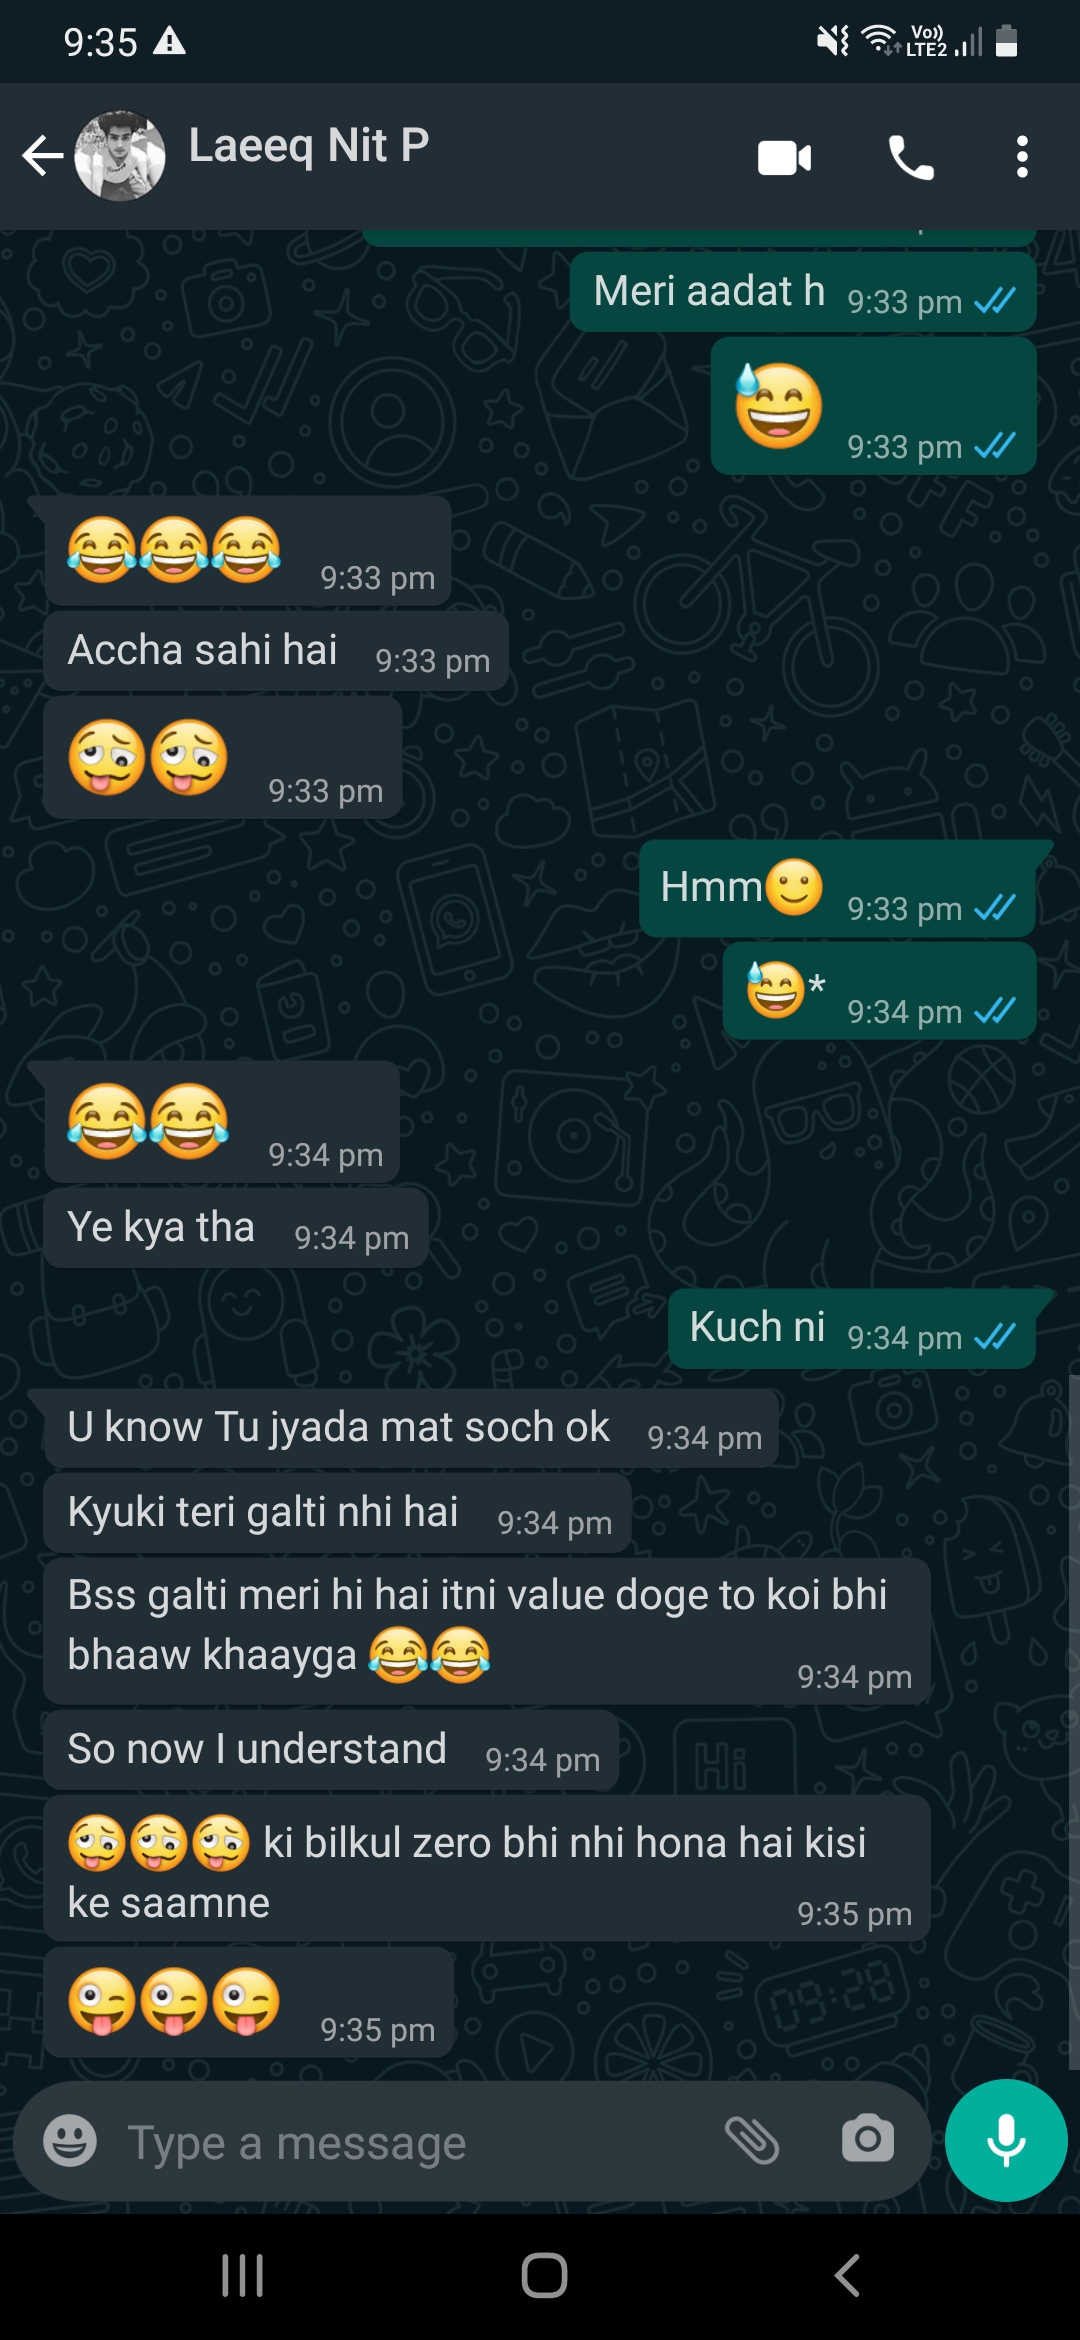 9:35
Vo))
LTE2
Laeeq Nit P
Meri aadat h 9:33 pm
😅 9:33 pm
😂😂😂 9:33 pm
Accha sahi hai 9:33 pm
🥴🥴 9:33 pm
Hmm🙂 9:33 pm
😅* 9:34 pm
😂😂 9:34 pm
Ye kya tha 9:34 pm
Kuch ni 9:34 pm
U know Tu jyada mat soch ok 9:34 pm
Kyuki teri galti nhi hai 9:34 pm
Bss galti meri hi hai itni value doge to koi bhi
bhaaw khaayga 😂😂 9:34 pm
So now I understand 9:34 pm
🥴🥴🥴 ki bilkul zero bhi nhi hona hai kisi
ke saamne 9:35 pm
😜😜😜 9:35 pm
Type a message